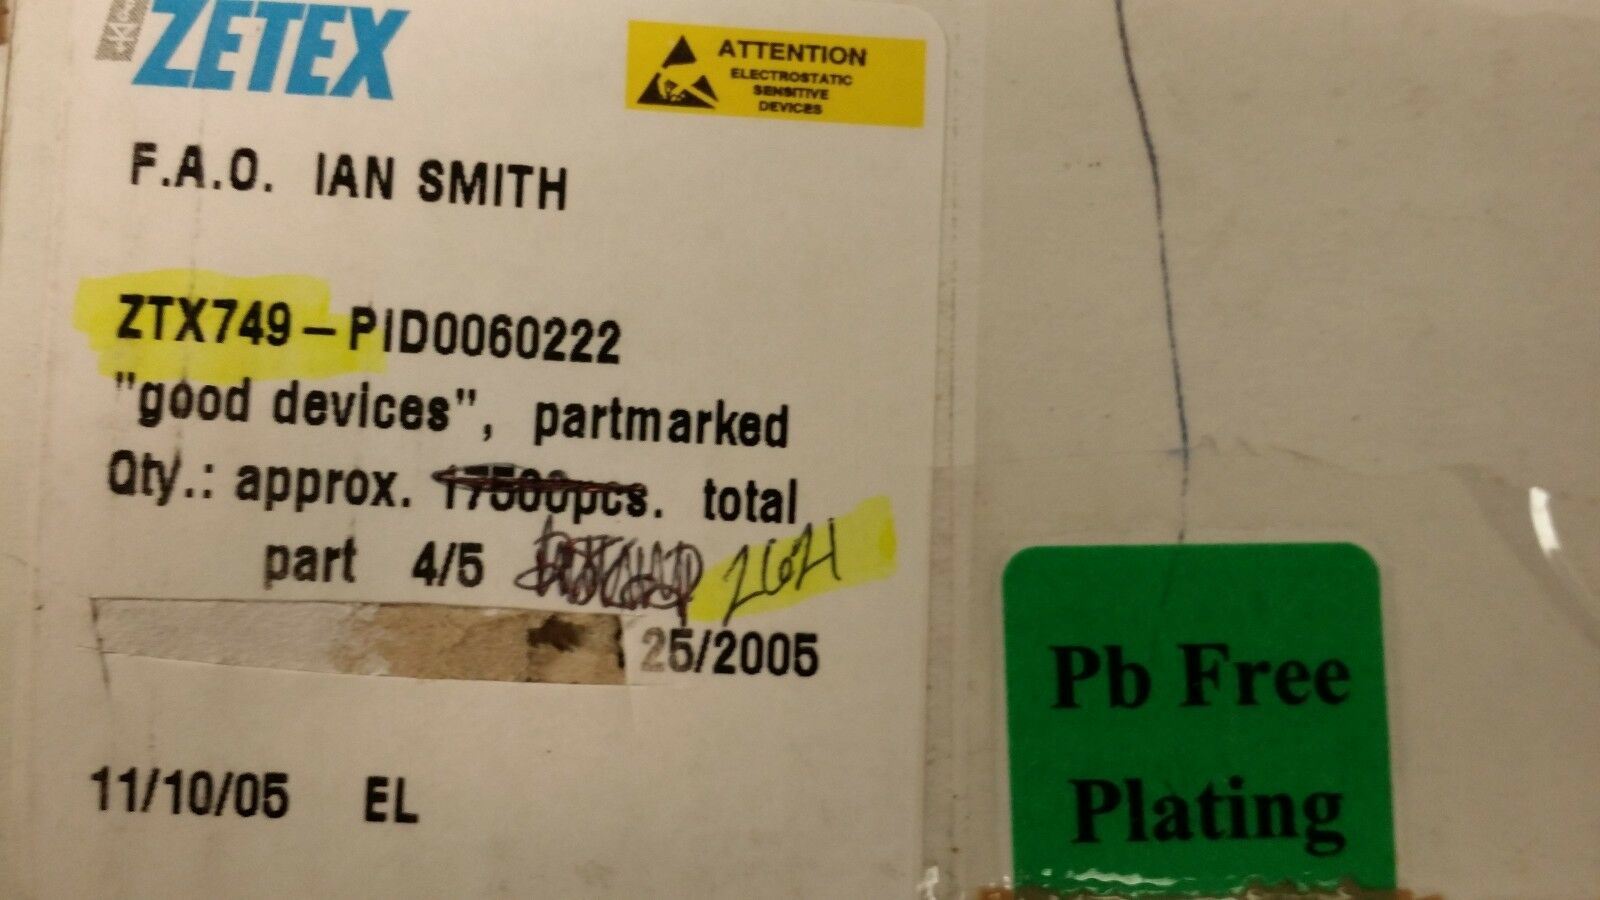 ZETEX
ATTENTION
ELECTROSTATIC
SENSITIVE
DEVICES
F.A.O. IAN SMITH
ZTX749-PID0060222
"good devices", partmarked
Qty.: approx. 17500pcs. total
part 4/5 2621
25/2005
11/10/05 EL
Pb Free
Plating